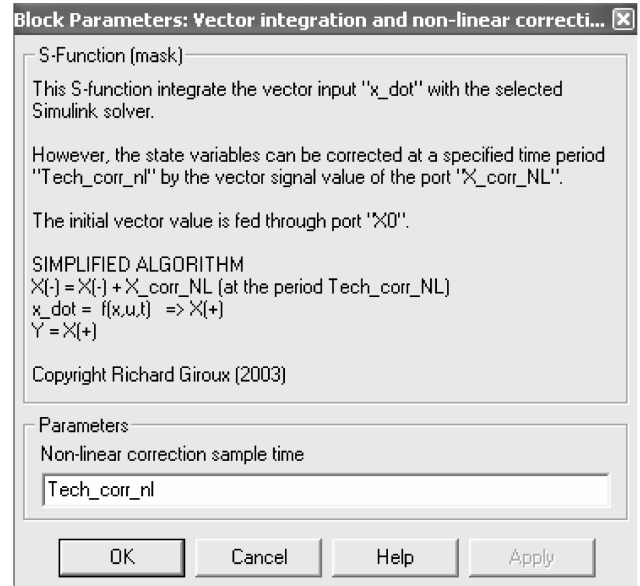 Block Parameters: Vector integration and non-linear correcti...
S-Function (mask)
This S-function integrate the vector input "x_dot" with the selected
Simulink solver.
However, the state variables can be corrected at a specified time period
"Tech_corr_nl" by the vector signal value of the port "X_corr_NL".
The initial vector value is fed through port "X0".
SIMPLIFIED ALGORITHM
X(-) = X(-) + X_corr_NL (at the period Tech_corr_NL)
x_dot = f(x,u,t) => X(+)
Y = X(+)
Copyright Richard Giroux (2003)
Parameters
Non-linear correction sample time
Tech_corr_nl
OK Cancel Help Apply